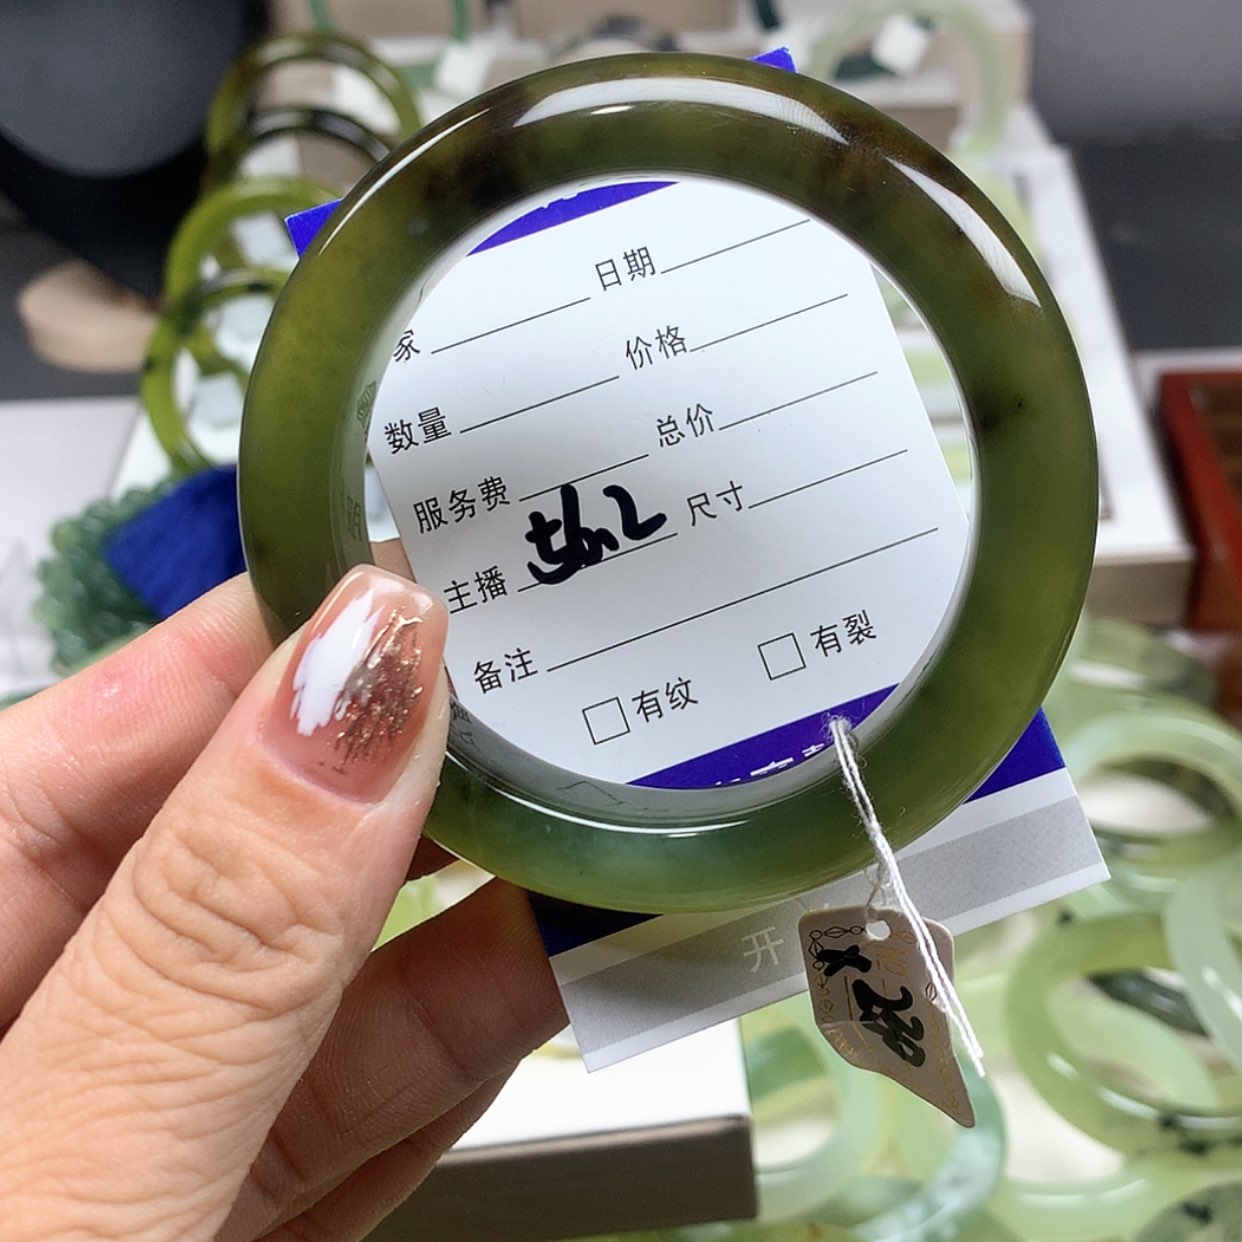 家 日期
数量 价格
服务费 总价
主播 尺寸
备注
有纹 有裂
开